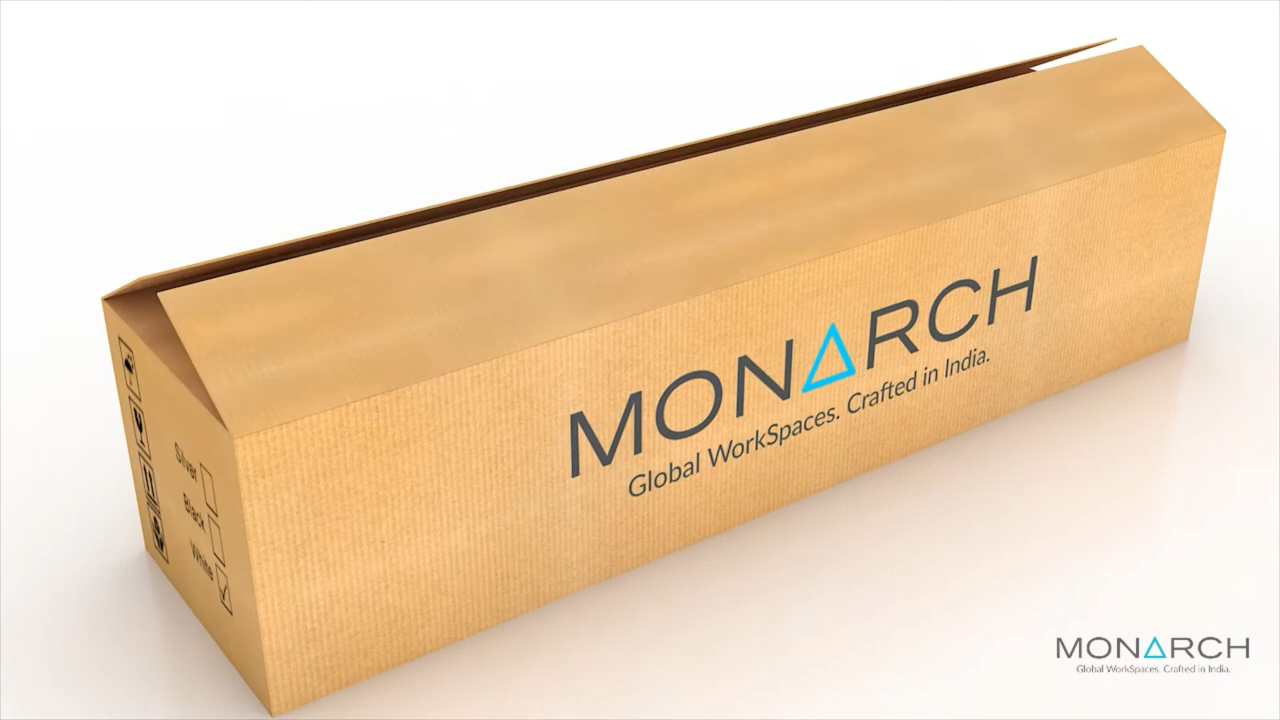 MONARCH
Global WorkSpaces. Crafted in India.
Silver
Black
White
MONARCH
Global WorkSpaces. Crafted in India.